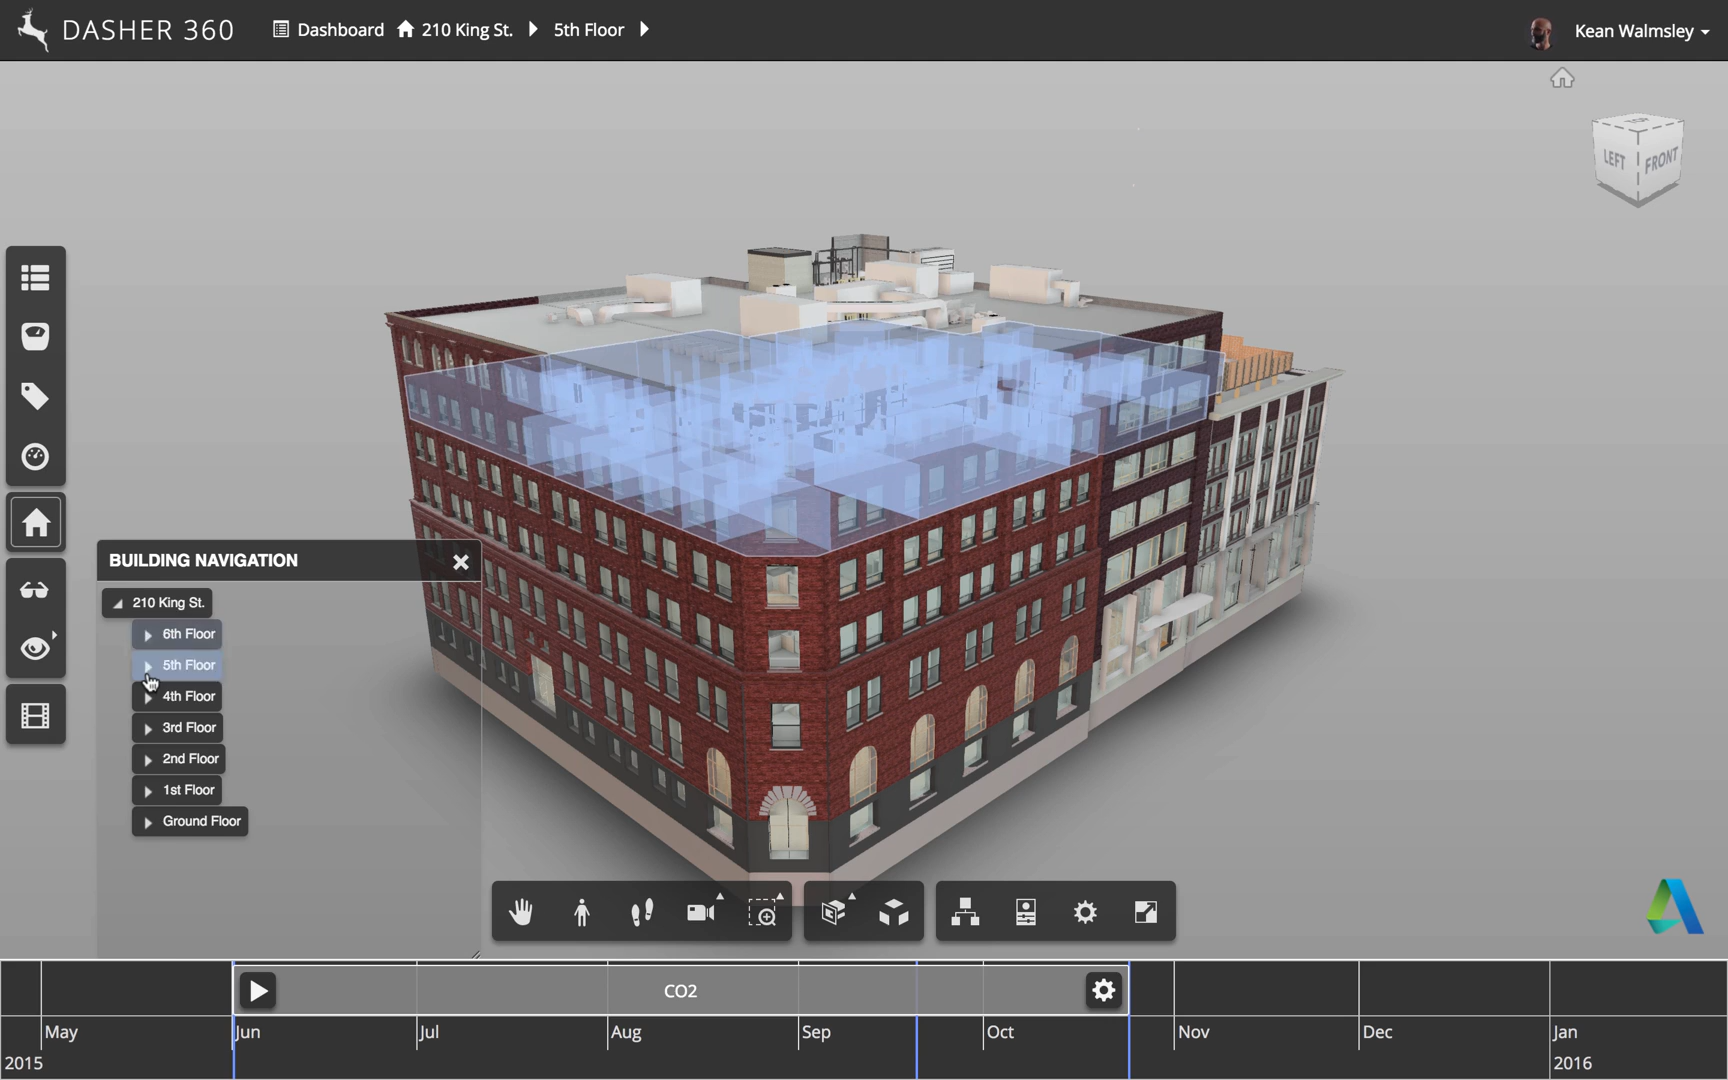 DASHER 360
Dashboard
210 King St.
5th Floor
Kean Walmsley
TOP
LEFT
FRONT
BUILDING NAVIGATION
210 King St.
6th Floor
5th Floor
4th Floor
3rd Floor
2nd Floor
1st Floor
Ground Floor
CO2
May
Jun
Jul
Aug
Sep
Oct
Nov
Dec
Jan
2015
2016